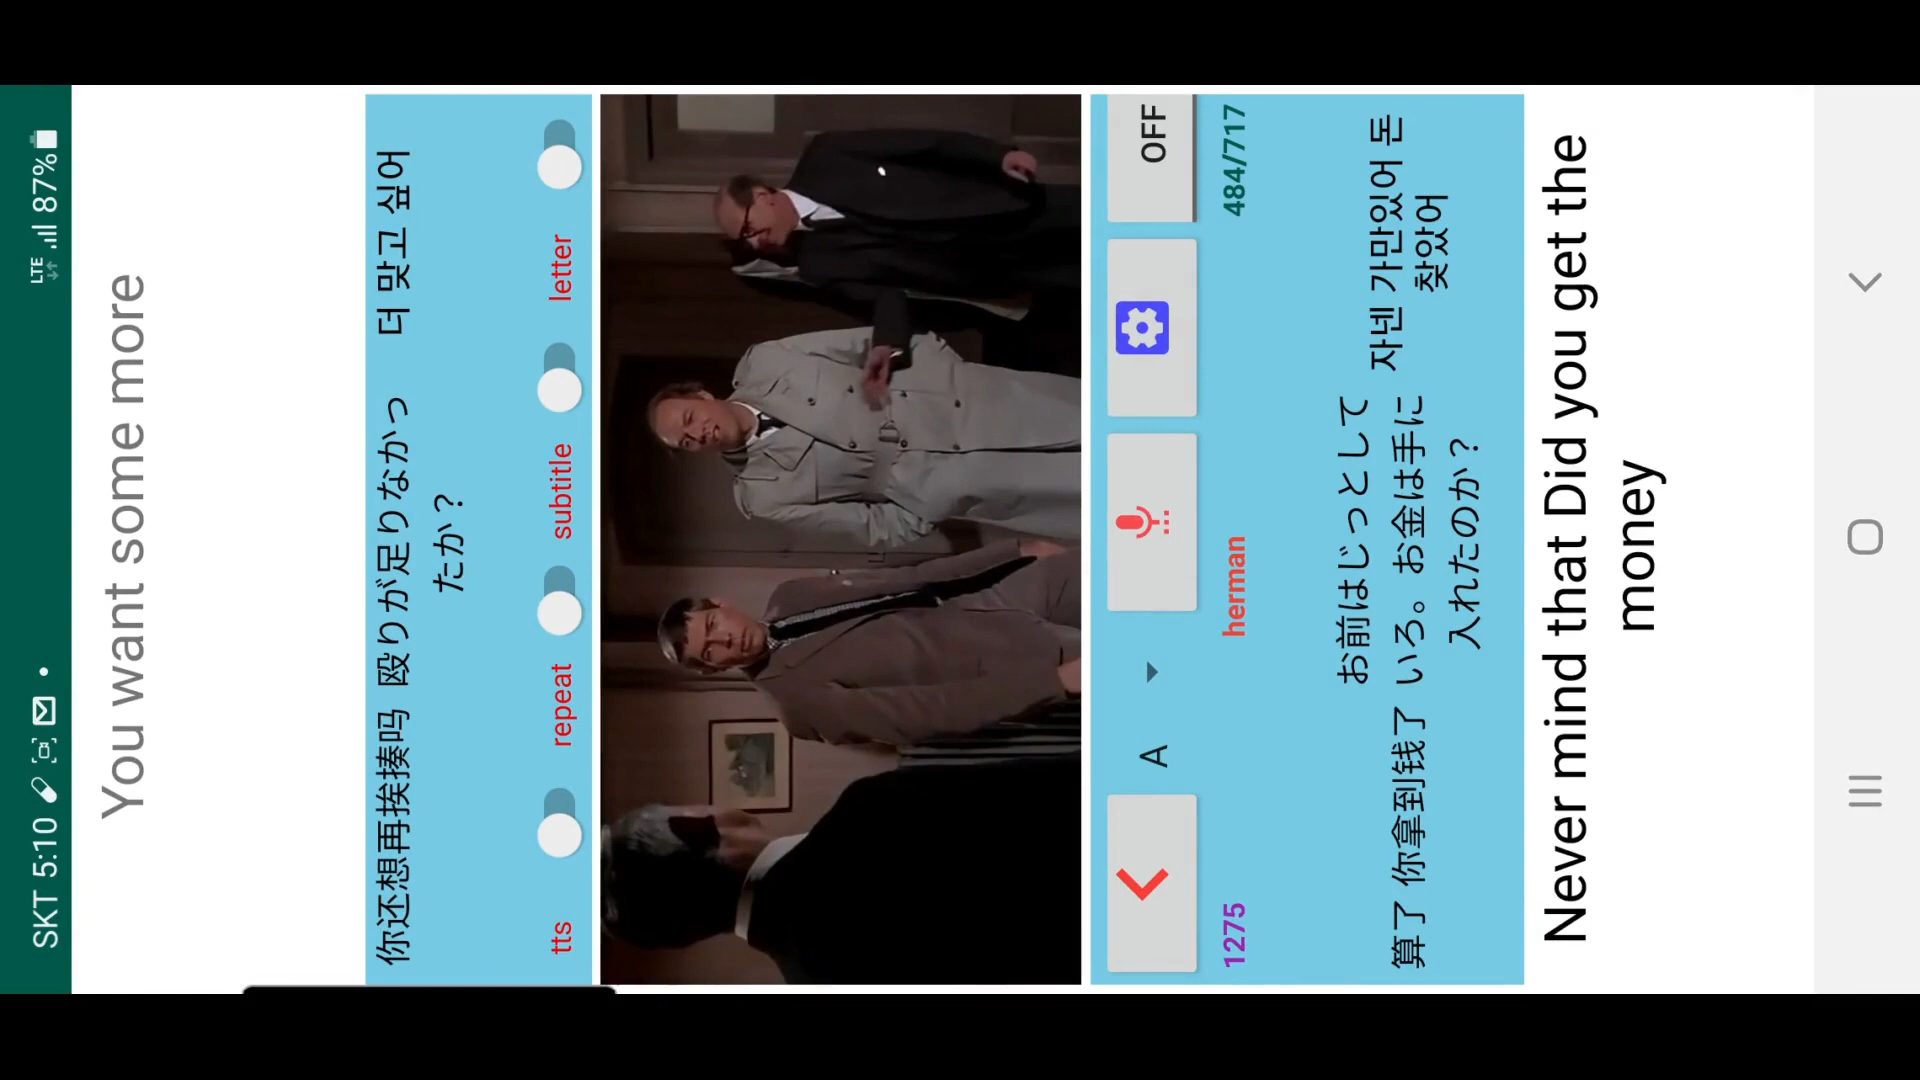 SKT 5:10
LTE 87%
You want some more
你还想再挨揍吗
殴りが足りなかっ
たか？
더 맞고 싶어
tts
repeat
subtitle
letter
A
OFF
1275
herman
484/717
算了 你拿到钱了
お前はじっとして
いろ。お金は手に
入れたのか？
자넨 가만있어 돈
찾았어
Never mind that Did you get the
money